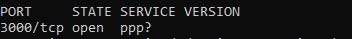 PORT     STATE SERVICE VERSION
3000/tcp open  ppp?